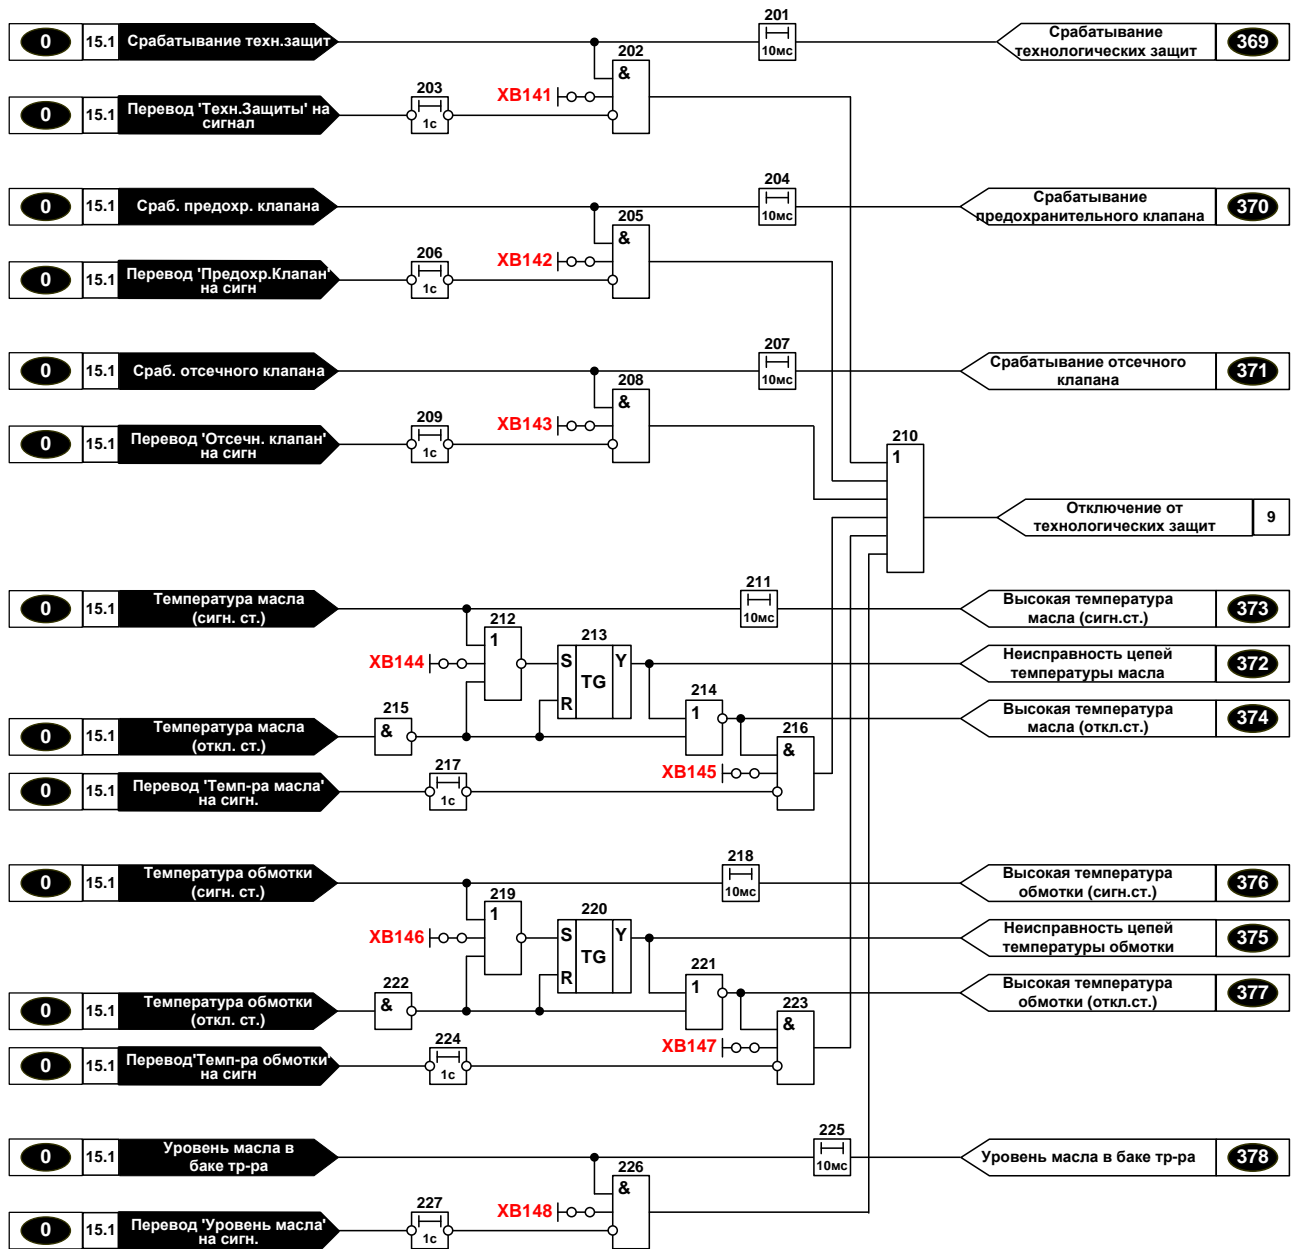 201
0 15.1 Срабатывание техн.защит
10мс
Срабатывание
технологических защит
369
202
&
203
XB141
0 15.1 Перевод 'Техн.Защиты' на
сигнал
1с
204
0 15.1 Сраб. предохр. клапана
10мс
Срабатывание
предохранительного клапана
370
205
&
206
XB142
0 15.1 Перевод 'Предохр.Клапан'
на сигн
1с
207
0 15.1 Сраб. отсечного клапана
10мс
Срабатывание отсечного
клапана
371
208
&
209
XB143
0 15.1 Перевод 'Отсечн. клапан'
на сигн
1с
210
1
Отключение от
технологических защит
9
211
0 15.1 Температура масла
(сигн. ст.)
10мс
Высокая температура
масла (сигн.ст.)
373
212
1
213
XB144
S Y
TG
R
Неисправность цепей
температуры масла
372
214
1
215
&
0 15.1 Температура масла
(откл. ст.)
Высокая температура
масла (откл.ст.)
374
216
&
217
XB145
0 15.1 Перевод 'Темп-ра масла'
на сигн.
1с
218
0 15.1 Температура обмотки
(сигн. ст.)
10мс
Высокая температура
обмотки (сигн.ст.)
376
219
1
220
XB146
S Y
TG
R
Неисправность цепей
температуры обмотки
375
221
1
222
&
0 15.1 Температура обмотки
(откл. ст.)
Высокая температура
обмотки (откл.ст.)
377
223
&
224
XB147
0 15.1 Перевод'Темп-ра обмотки'
на сигн
1с
225
0 15.1 Уровень масла в
баке тр-ра
10мс
Уровень масла в баке тр-ра
378
226
&
227
XB148
0 15.1 Перевод 'Уровень масла'
на сигн.
1с